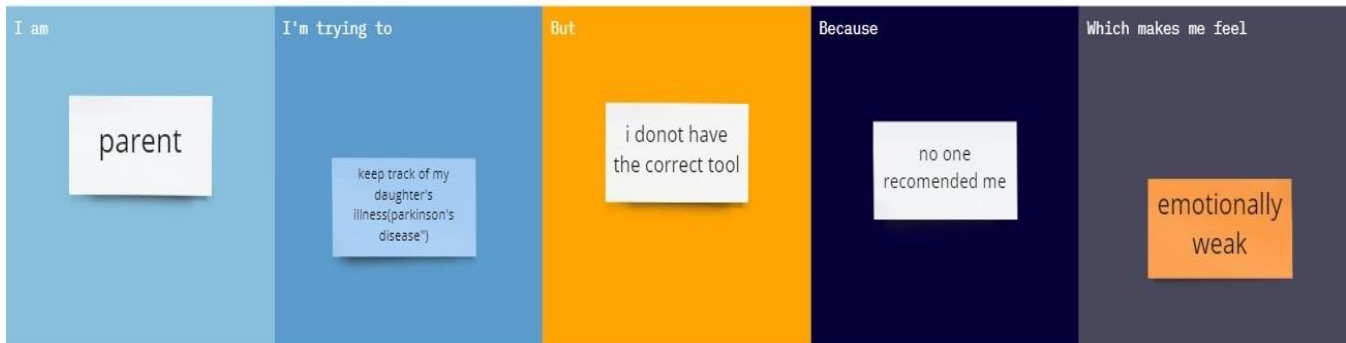 I am
parent
I'm trying to
keep track of my
daughter's
illness(parkinson's
disease")
But
i donot have
the correct tool
Because
no one
recomended me
Which makes me feel
emotionally
weak